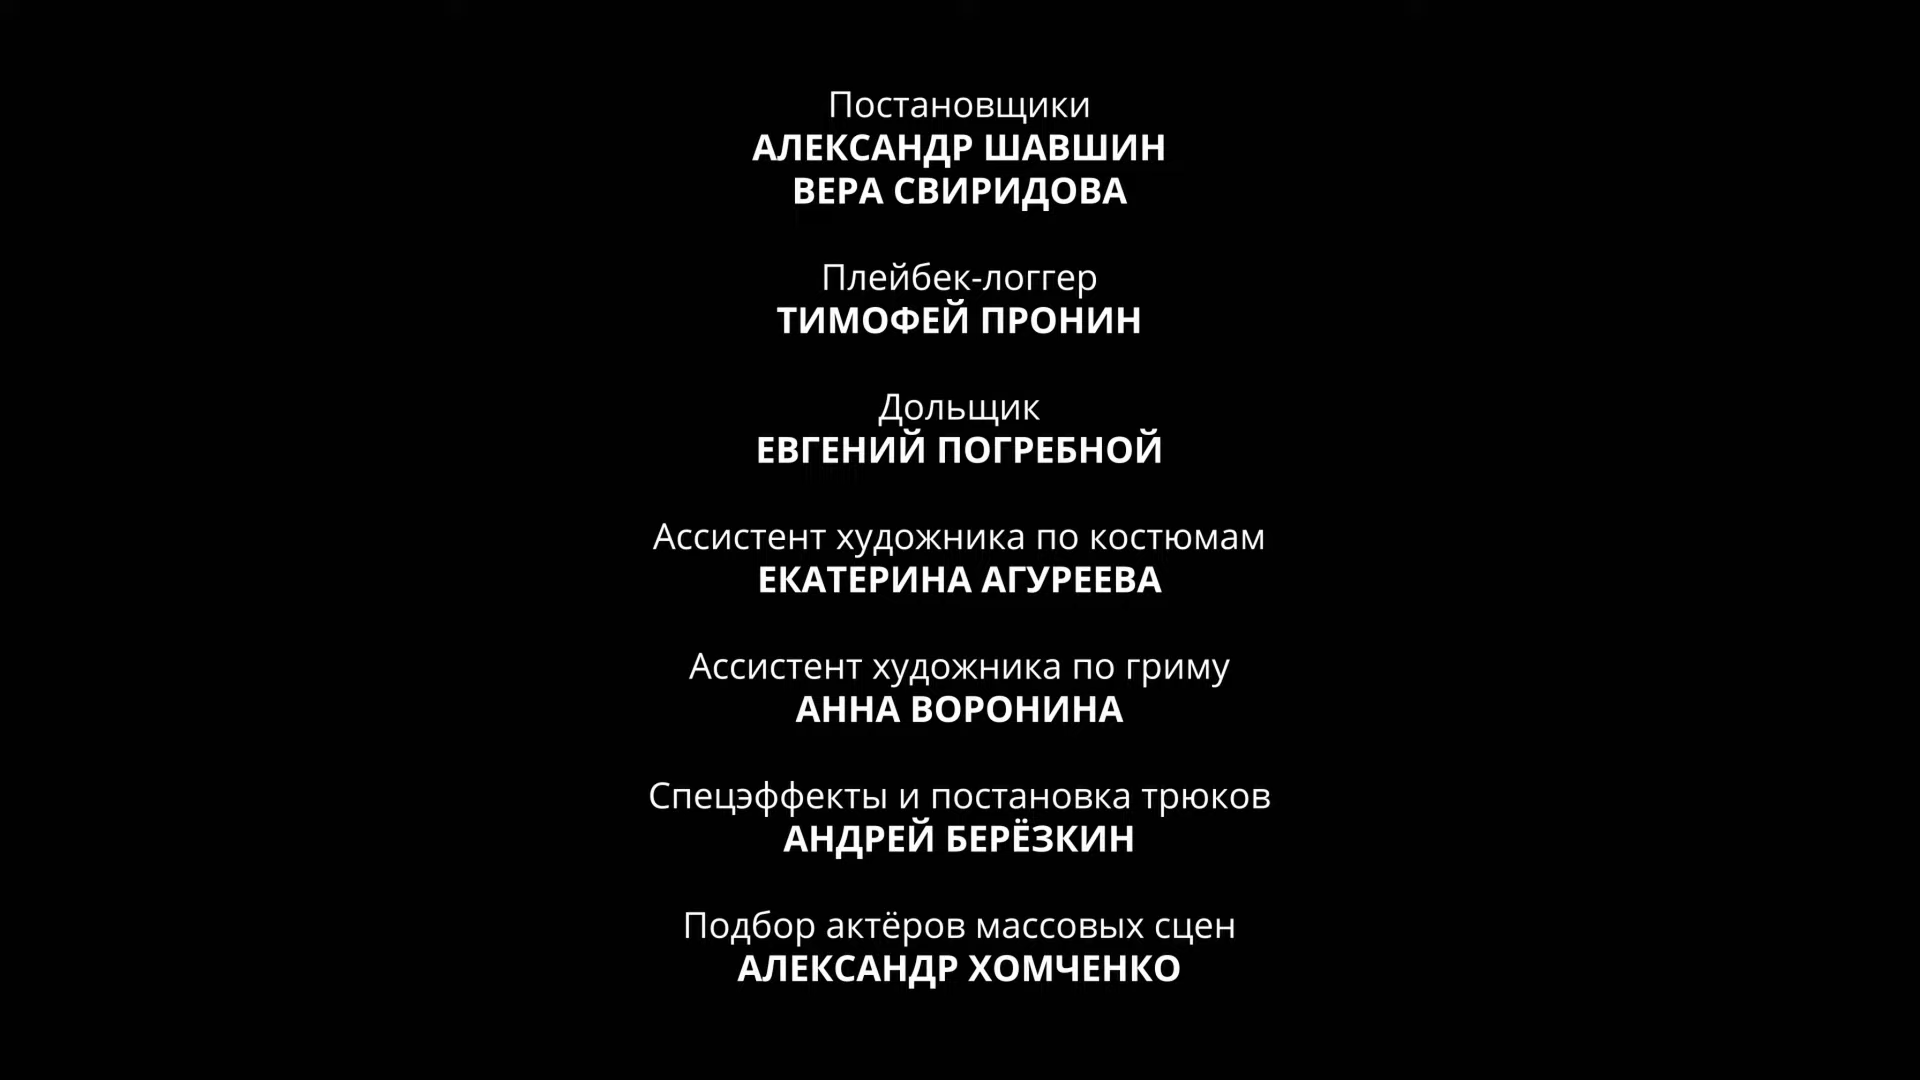 Постановщики
АЛЕКСАНДР ШАВШИН
ВЕРА СВИРИДОВА
Плейбек-логгер
ТИМОФЕЙ ПРОНИН
Дольщик
ЕВГЕНИЙ ПОГРЕБНОЙ
Ассистент художника по костюмам
ЕКАТЕРИНА АГУРЕЕВА
Ассистент художника по гриму
АННА ВОРОНИНА
Спецэффекты и постановка трюков
АНДРЕЙ БЕРЁЗКИН
Подбор актёров массовых сцен
АЛЕКСАНДР ХОМЧЕНКО